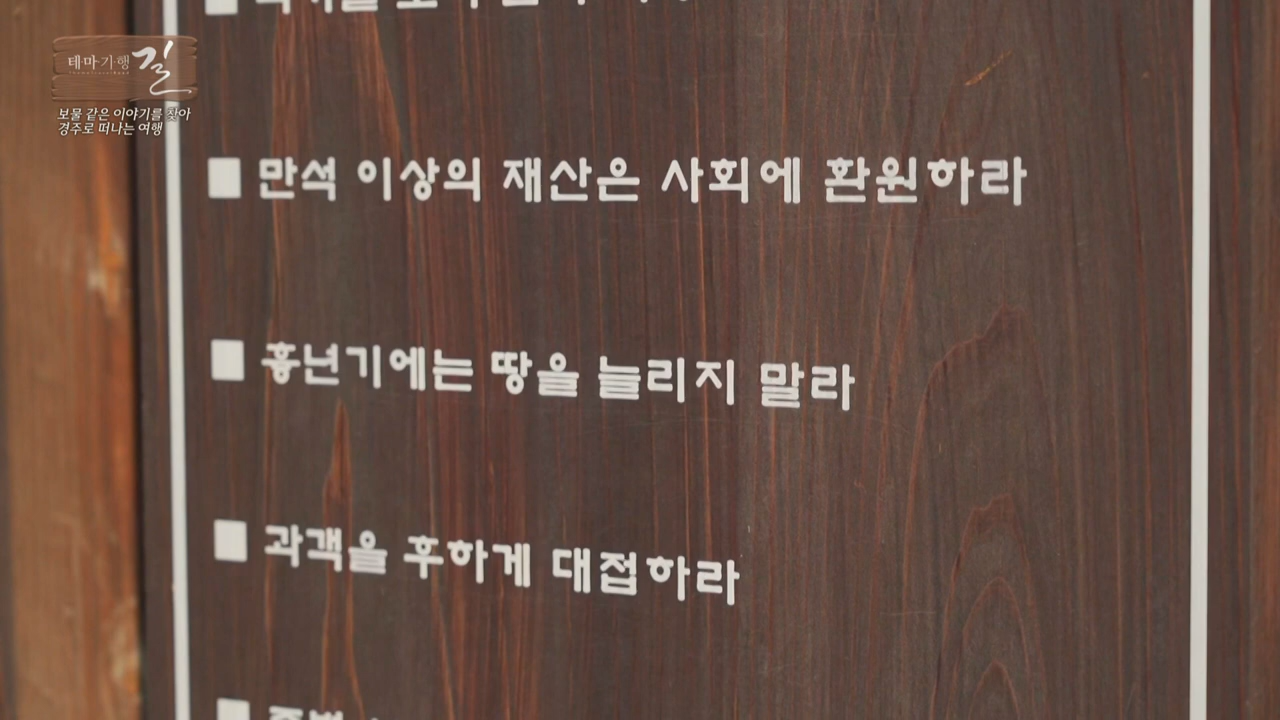 테·마·기·행 길
보물 같은 이야기를 찾아
경주로 떠나는 여행
■ 만석 이상의 재산은 사회에 환원하라
■ 흉년기에는 땅을 늘리지 말라
■ 과객을 후하게 대접하라